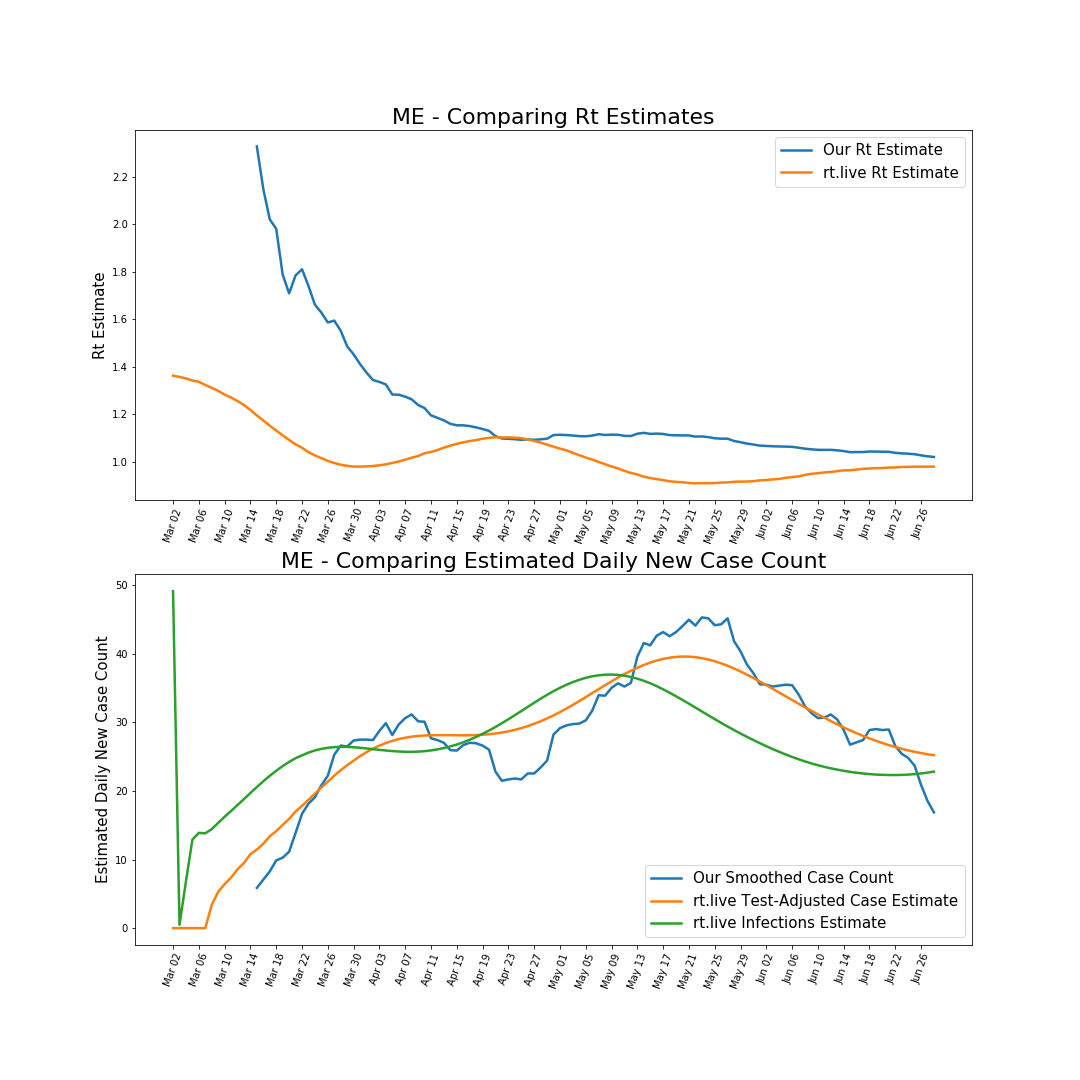 ME - Comparing Rt Estimates
Our Rt Estimate
rt.live Rt Estimate
Rt Estimate
2.2
2.0
1.8
1.6
1.4
1.2
1.0
Mar 02 Mar 06 Mar 10 Mar 14 Mar 18 Mar 22 Mar 26 Mar 30 Apr 03 Apr 07 Apr 11 Apr 15 Apr 19 Apr 23 Apr 27 May 01 May 05 May 09 May 13 May 17 May 21 May 25 May 29 Jun 02 Jun 06 Jun 10 Jun 14 Jun 18 Jun 22 Jun 26
ME - Comparing Estimated Daily New Case Count
Estimated Daily New Case Count
50
40
30
20
10
0
Our Smoothed Case Count
rt.live Test-Adjusted Case Estimate
rt.live Infections Estimate
Mar 02 Mar 06 Mar 10 Mar 14 Mar 18 Mar 22 Mar 26 Mar 30 Apr 03 Apr 07 Apr 11 Apr 15 Apr 19 Apr 23 Apr 27 May 01 May 05 May 09 May 13 May 17 May 21 May 25 May 29 Jun 02 Jun 06 Jun 10 Jun 14 Jun 18 Jun 22 Jun 26